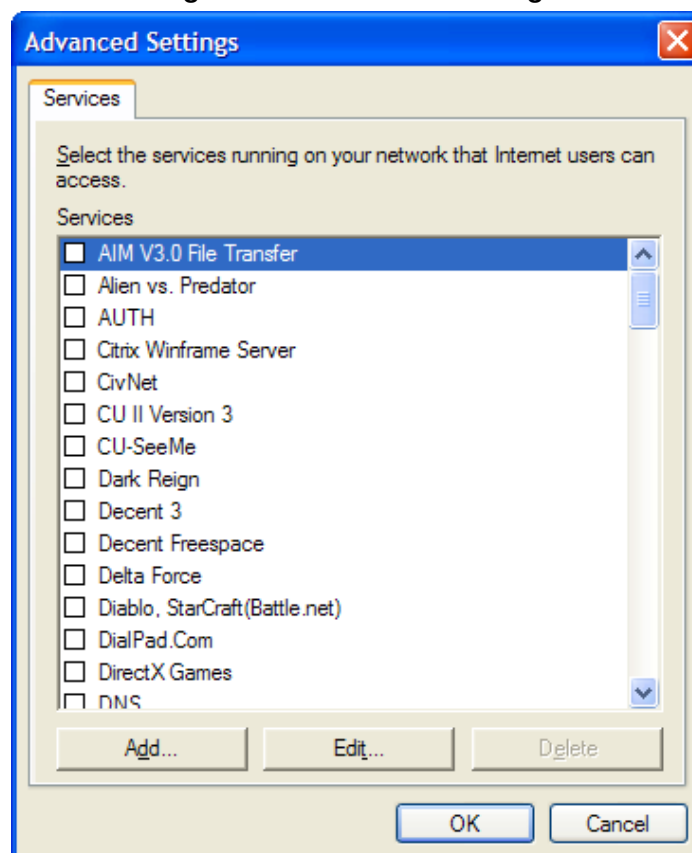 Advanced Settings
Services
Select the services running on your network that Internet users can
access.
Services
AIM V3.0 File Transfer
Alien vs. Predator
AUTH
Citrix Winframe Server
CivNet
CU II Version 3
CU-SeeMe
Dark Reign
Decent 3
Decent Freespace
Delta Force
Diablo, StarCraft(Battle.net)
DialPad.Com
DirectX Games
DNS
Add... Edit... Delete
OK Cancel